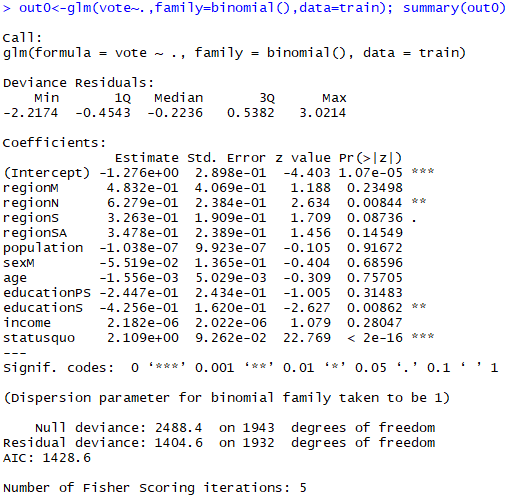 > out0<-glm(vote~.,family=binomial(),data=train); summary(out0)
Call:
glm(formula = vote ~ ., family = binomial(), data = train)
Deviance Residuals:
    Min      1Q  Median      3Q     Max
-2.2174 -0.4543 -0.2236  0.5382  3.0214
Coefficients:
              Estimate Std. Error z value Pr(>|z|)
(Intercept) -1.276e+00  2.898e-01  -4.403 1.07e-05 ***
regionM      4.832e-01  4.069e-01   1.188  0.23498
regionN      6.279e-01  2.384e-01   2.634  0.00844 **
regionS      3.263e-01  1.909e-01   1.709  0.08736 .
regionSA     3.478e-01  2.389e-01   1.456  0.14549
population  -1.038e-07  9.923e-07  -0.105  0.91672
sexM        -5.519e-02  1.365e-01  -0.404  0.68596
age         -1.556e-03  5.029e-03  -0.309  0.75705
educationPS -2.447e-01  2.434e-01  -1.005  0.31483
educationS  -4.256e-01  1.620e-01  -2.627  0.00862 **
income       2.182e-06  2.022e-06   1.079  0.28047
statusquo    2.109e+00  9.262e-02  22.769  < 2e-16 ***
---
Signif. codes:  0 ‘***’ 0.001 ‘**’ 0.01 ‘*’ 0.05 ‘.’ 0.1 ‘ ’ 1
(Dispersion parameter for binomial family taken to be 1)
    Null deviance: 2488.4  on 1943  degrees of freedom
Residual deviance: 1404.6  on 1932  degrees of freedom
AIC: 1428.6
Number of Fisher Scoring iterations: 5